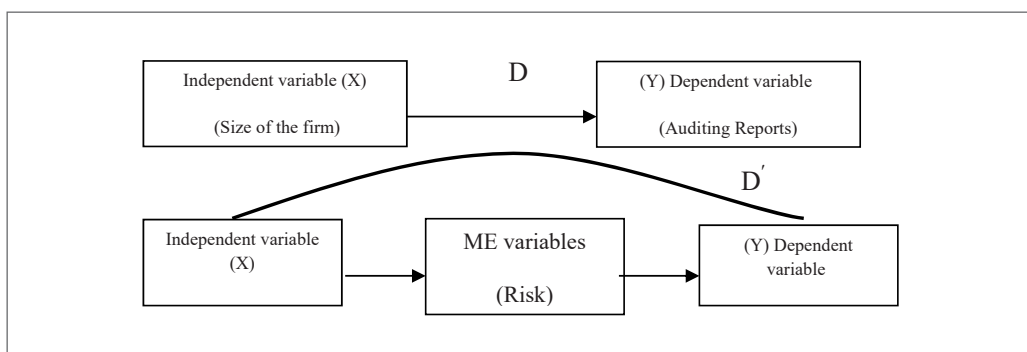 Independent variable (X)
(Size of the firm)
D
(Y) Dependent variable
(Auditing Reports)
D′
Independent variable
(X)
ME variables
(Risk)
(Y) Dependent
variable